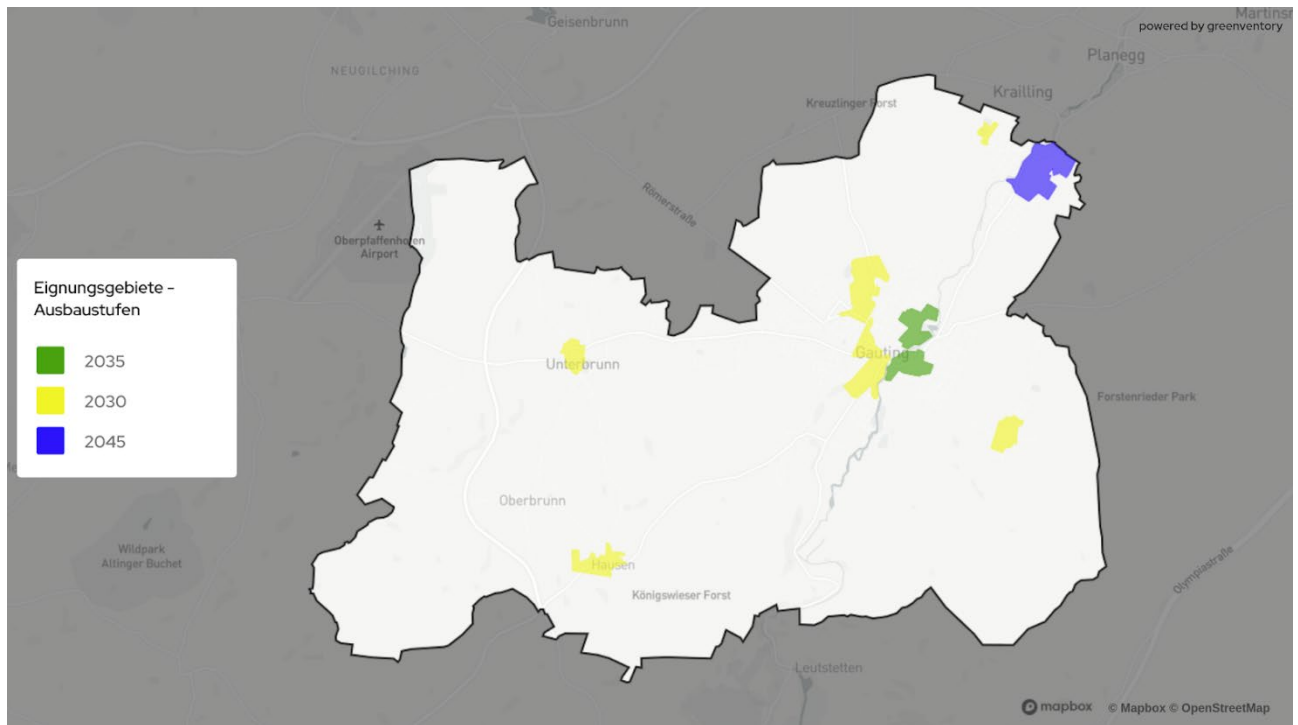 Geisenbrunn
Martinsr
powered by greenventory
NEUGILCHING
Planegg
Krailling
Kreuzlinger Forst
Römerstraße
Oberpfaffenhofen
Airport
Eignungsgebiete -
Ausbaustufen
2035
2030
2045
Unterbrunn
Gauting
Forstenrieder Park
Oberbrunn
Wildpark
Altinger Buchet
Hausen
Königswieser Forst
Olympiastraße
Leutstetten
mapbox © Mapbox © OpenStreetMap